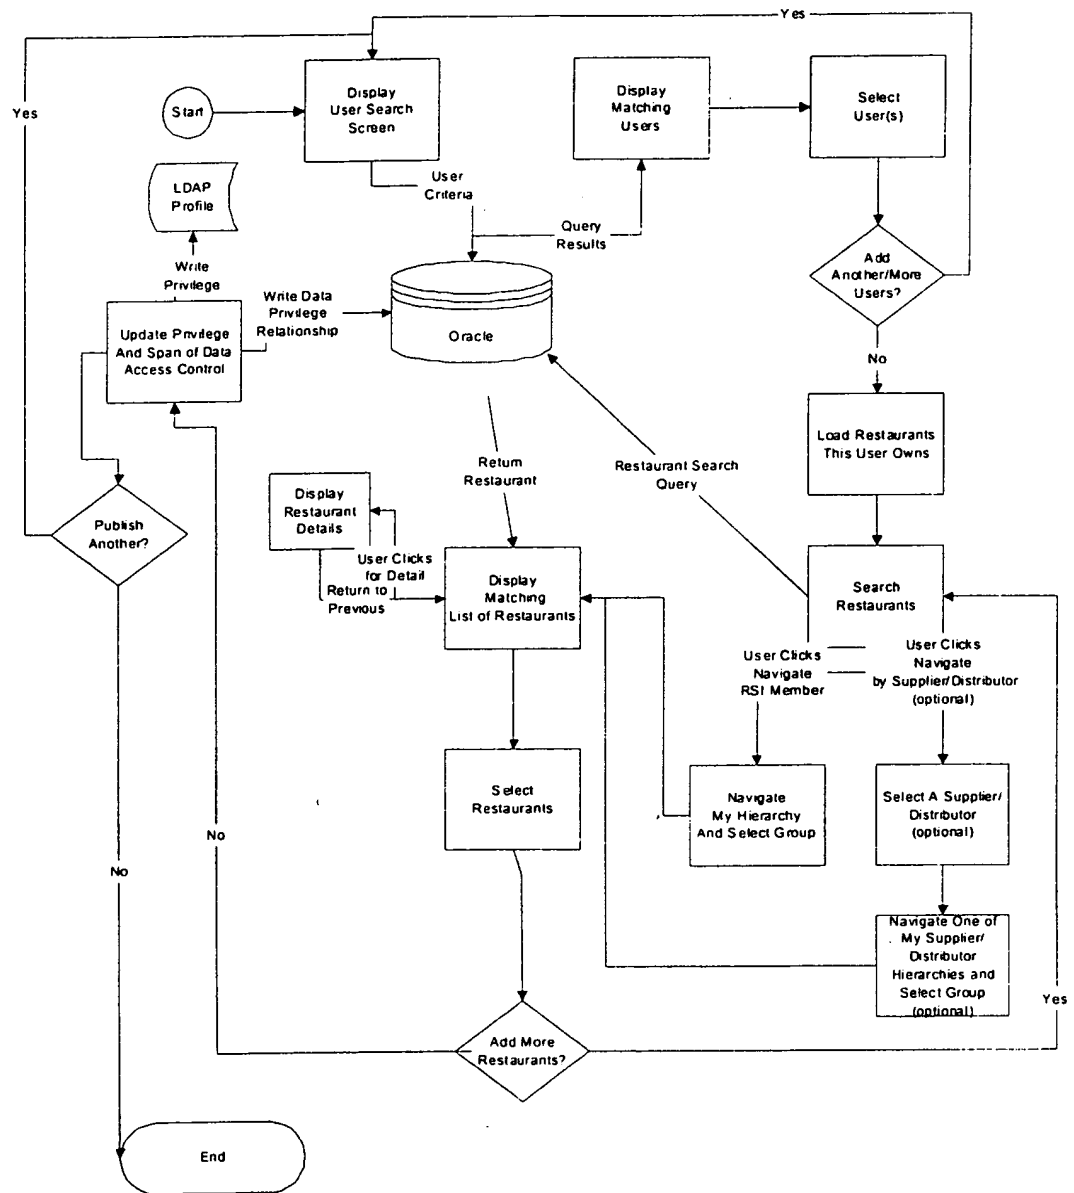 Yes
Yes
Start
Display
User Search
Screen
Display
Matching
Users
Select
User(s)
LDAP
Profile
User
Criteria
Query
Results
Add
Another/More
Users?
Write
Privilege
Update Privilege
And Span of Data
Access Control
Write Data
Privilege
Relationship
Oracle
No
Load Restaurants
This User Owns
Return
Restaurant
Restaurant Search
Query
Display
Restaurant
Details
Publish
Another?
User Clicks
for Detail
Return to
Previous
Display
Matching
List of Restaurants
Search
Restaurants
User Clicks
Navigate
RSI Member
User Clicks
Navigate
by Supplier/Distributor
(optional)
Select
Restaurants
Navigate
My Hierarchy
And Select Group
Select A Supplier/
Distributor
(optional)
No
No
Navigate One of
My Supplier/
Distributor
Hierarchies and
Select Group
(optional)
Yes
Add More
Restaurants?
End